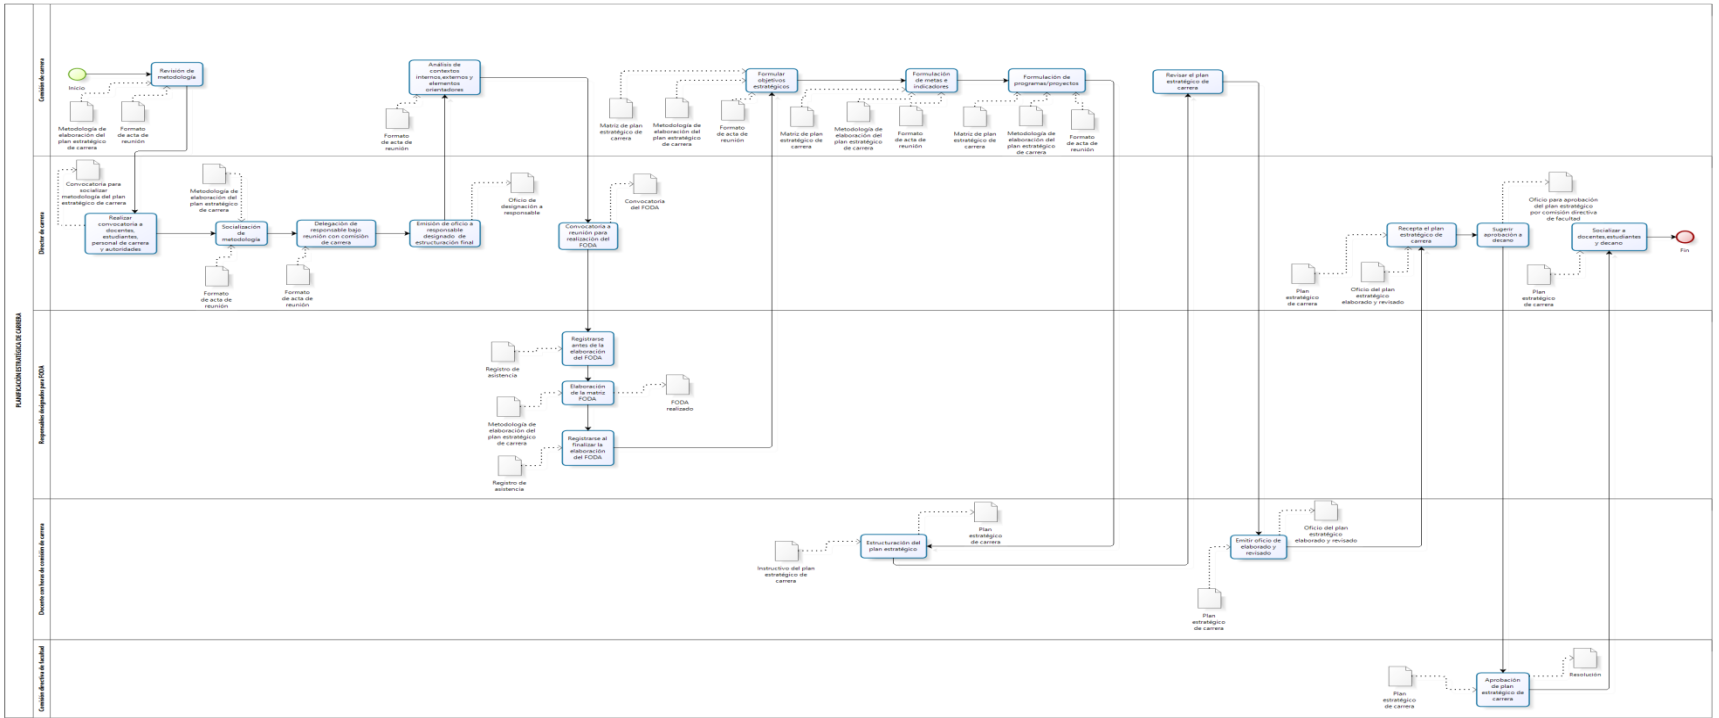 PLANIFICACIÓN ESTRATÉGICA DE CARRERA
Comisión de carrera
Inicio
Revisión de
metodología
Metodología de
elaboración del
plan estratégico
de carrera
Formato
de acta de
reunión
Análisis de
contextos
internos,externos y
elementos
orientadores
Formato
de acta de
reunión
Matriz de plan
estratégico de
carrera
Metodología de
elaboración del
plan estratégico
de carrera
Formato
de acta de
reunión
Formular
objetivos
estratégicos
Matriz de plan
estratégico de
carrera
Metodología de
elaboración del
plan estratégico
de carrera
Formato
de acta de
reunión
Formulación
de metas e
indicadores
Matriz de plan
estratégico de
carrera
Metodología de
elaboración del
plan estratégico
de carrera
Formato
de acta de
reunión
Formulación de
programas/proyectos
Revisar el plan
estratégico de
carrera
Director de carrera
Convocatoria para
socializar
metodología del plan
estratégico de carrera
Realizar
convocatoria a
docentes,
estudiantes,
personal de carrera
y autoridades
Metodología de
elaboración del
plan estratégico
de carrera
Socialización
de
metodología
Formato
de acta de
reunión
Delegación de
responsable bajo
reunión con comisión
de carrera
Formato
de acta de
reunión
Emisión de oficio a
responsable
designado de
estructuración final
Oficio de
designación a
responsable
Convocatoria a
reunión para
realización del
FODA
Convocatoria
del FODA
Plan
estratégico
de carrera
Oficio del plan
estratégico
elaborado y revisado
Recepta el plan
estratégico de
carrera
Sugerir
aprobación a
decano
Oficio para aprobación
del plan estratégico
por comisión directiva
de facultad
Plan
estratégico
de carrera
Socializar a
docentes,estudiantes
y decano
Fin
Responsables designados para FODA
Registrarse
antes de la
elaboración
del FODA
Registro de
asistencia
Elaboración
de la matriz
FODA
FODA
realizado
Metodología de
elaboración del
plan estratégico
de carrera
Registrarse al
finalizar la
elaboración
del FODA
Registro de
asistencia
Docente con horas de comisión de carrera
Instructivo del plan
estratégico de
carrera
Estructuración del
plan estratégico
Plan
estratégico
de carrera
Emitir oficio de
elaborado y
revisado
Oficio del plan
estratégico
elaborado y revisado
Plan
estratégico
de carrera
Comisión directiva de facultad
Plan
estratégico
de carrera
Aprobación
de plan
estratégico de
carrera
Resolución